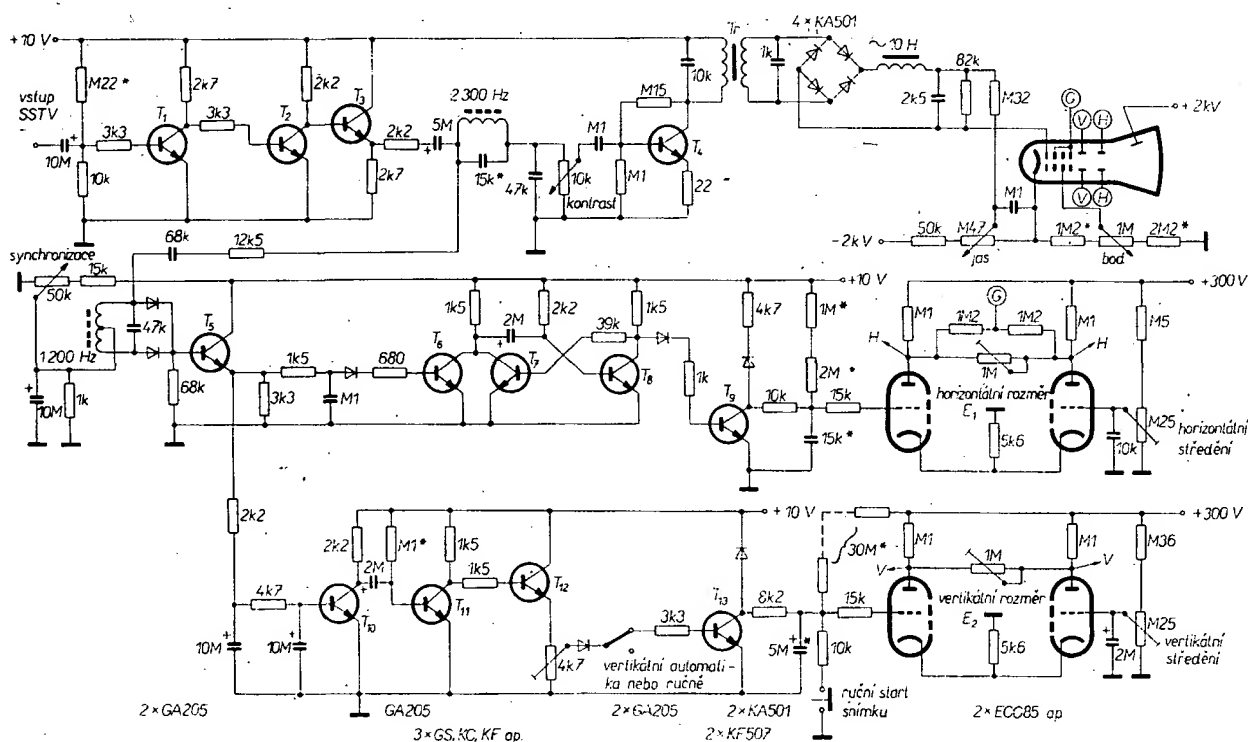 +10 V
M22*
vstup
SSTV
10M
+
10k
3k3
T1
2k7
3k3
2k2
T2
T3
2k7
2k2
5M
+
2 300 Hz
15k*
47k
10k
kontrast
M1
M1
M15
T4
22
10k
Tr
1k
4 × KA501
~10 H
2k5
82k
M32
G
V
H
V
H
+2kV
M1
-2kV
50k
M47
jas
1M2*
1M
bod
2M2*
68k
12k5
synchronizace
50k
15k
47k
1200 Hz
10M
+
1k
68k
T5
3k3
1k5
M1
680
T6
1k5
2M
+
2k2
T7
39k
1k5
T8
1k
T9
4k7
+10 V
1M*
2M*
10k
15k
15k*
M1
1M2
G
1M2
1M
M1
H
H
horizontální rozměr
E1
5k6
+300V
M5
M25
10k
horizontální
středění
2k2
4k7
10M
+
10M
+
T10
2k2
2M
+
M1*
T11
1k5
1k5
T12
4k7
vertikální automati-
ka nebo ručně
3k3
T13
+10 V
8k2
5M*
+
30M*
15k
10k
ruční start
snímku
M1
1M
M1
V
V
vertikální rozměr
E2
5k6
+300 V
M36
M25
2M
+
vertikální
středění
2 × GA205
GA205
3 × GS, KC, KF ap.
2 × GA205
2 × KA501
2 × KF507
2 × ECC85 ap